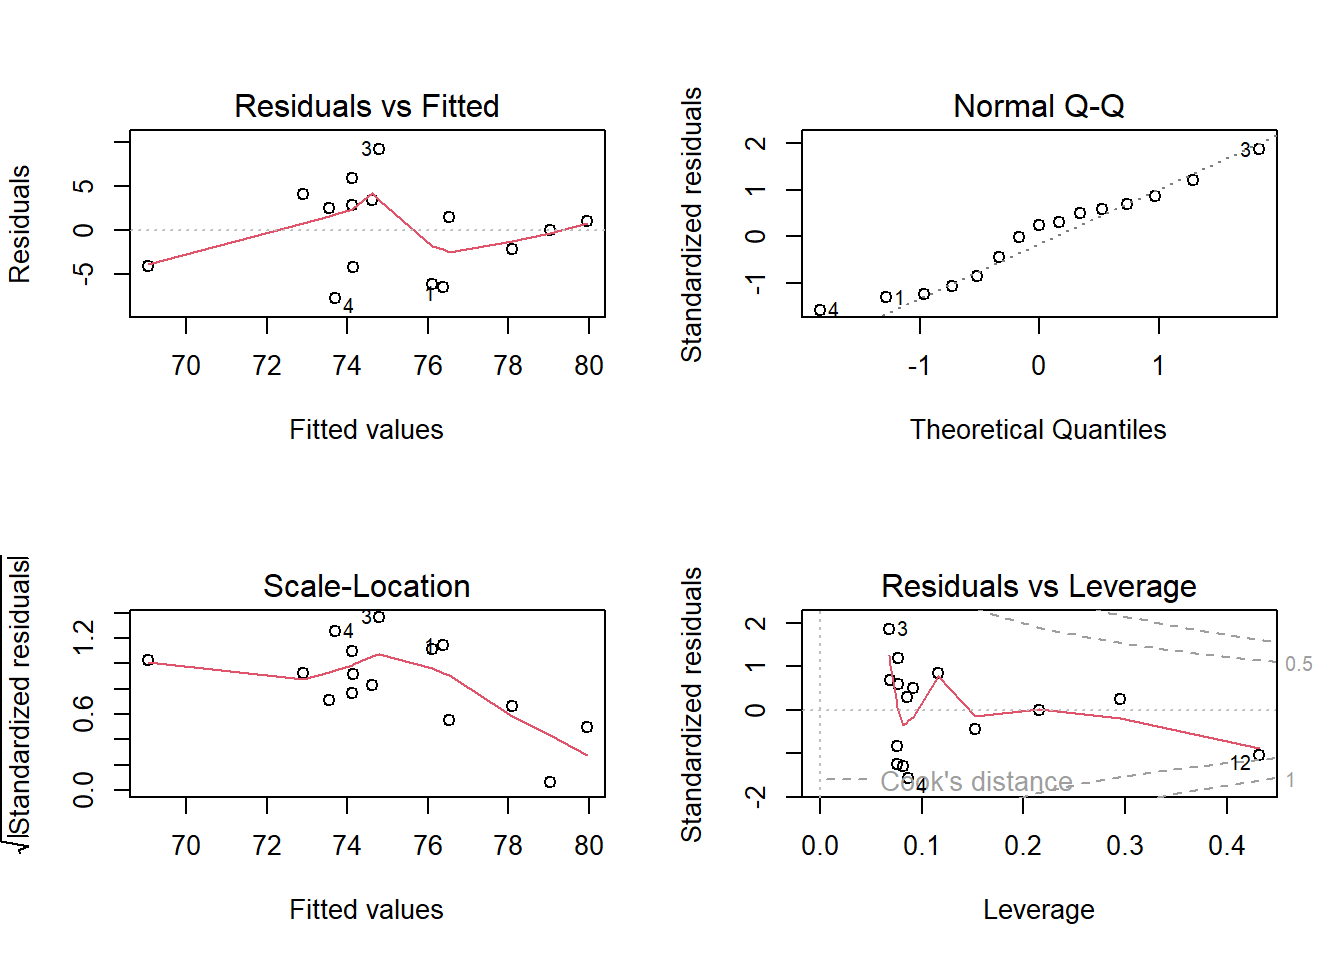 Residuals vs Fitted
Residuals
5
0
-5
3
4
1
70 72 74 76 78 80
Fitted values
Normal Q-Q
Standardized residuals
2
1
0
-1
3
1
4
-1 0 1
Theoretical Quantiles
Scale-Location
√|Standardized residuals|
1.2
0.6
0.0
3
4
1
70 72 74 76 78 80
Fitted values
Residuals vs Leverage
Standardized residuals
2
1
0
-2
3
0.5
12
4
Cook's distance
1
0.0 0.1 0.2 0.3 0.4
Leverage